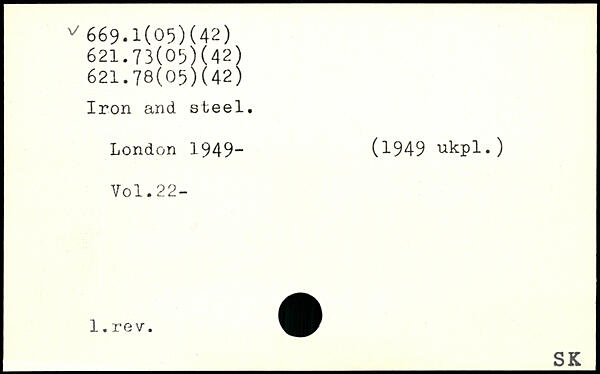 ✓ 669.1(05)(42)
621.73(05)(42)
621.78(05)(42)
Iron and steel.
London 1949- (1949 ukpl.)
Vol.22-
1.rev.
SK